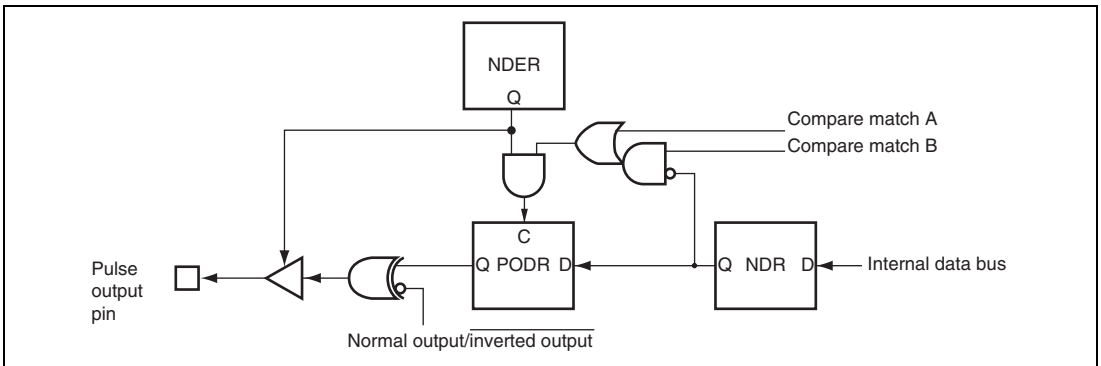 NDER
Q
Compare match A
Compare match B
C
Q PODR D
Q NDR D
Internal data bus
Pulse
output
pin
Normal output/inverted output